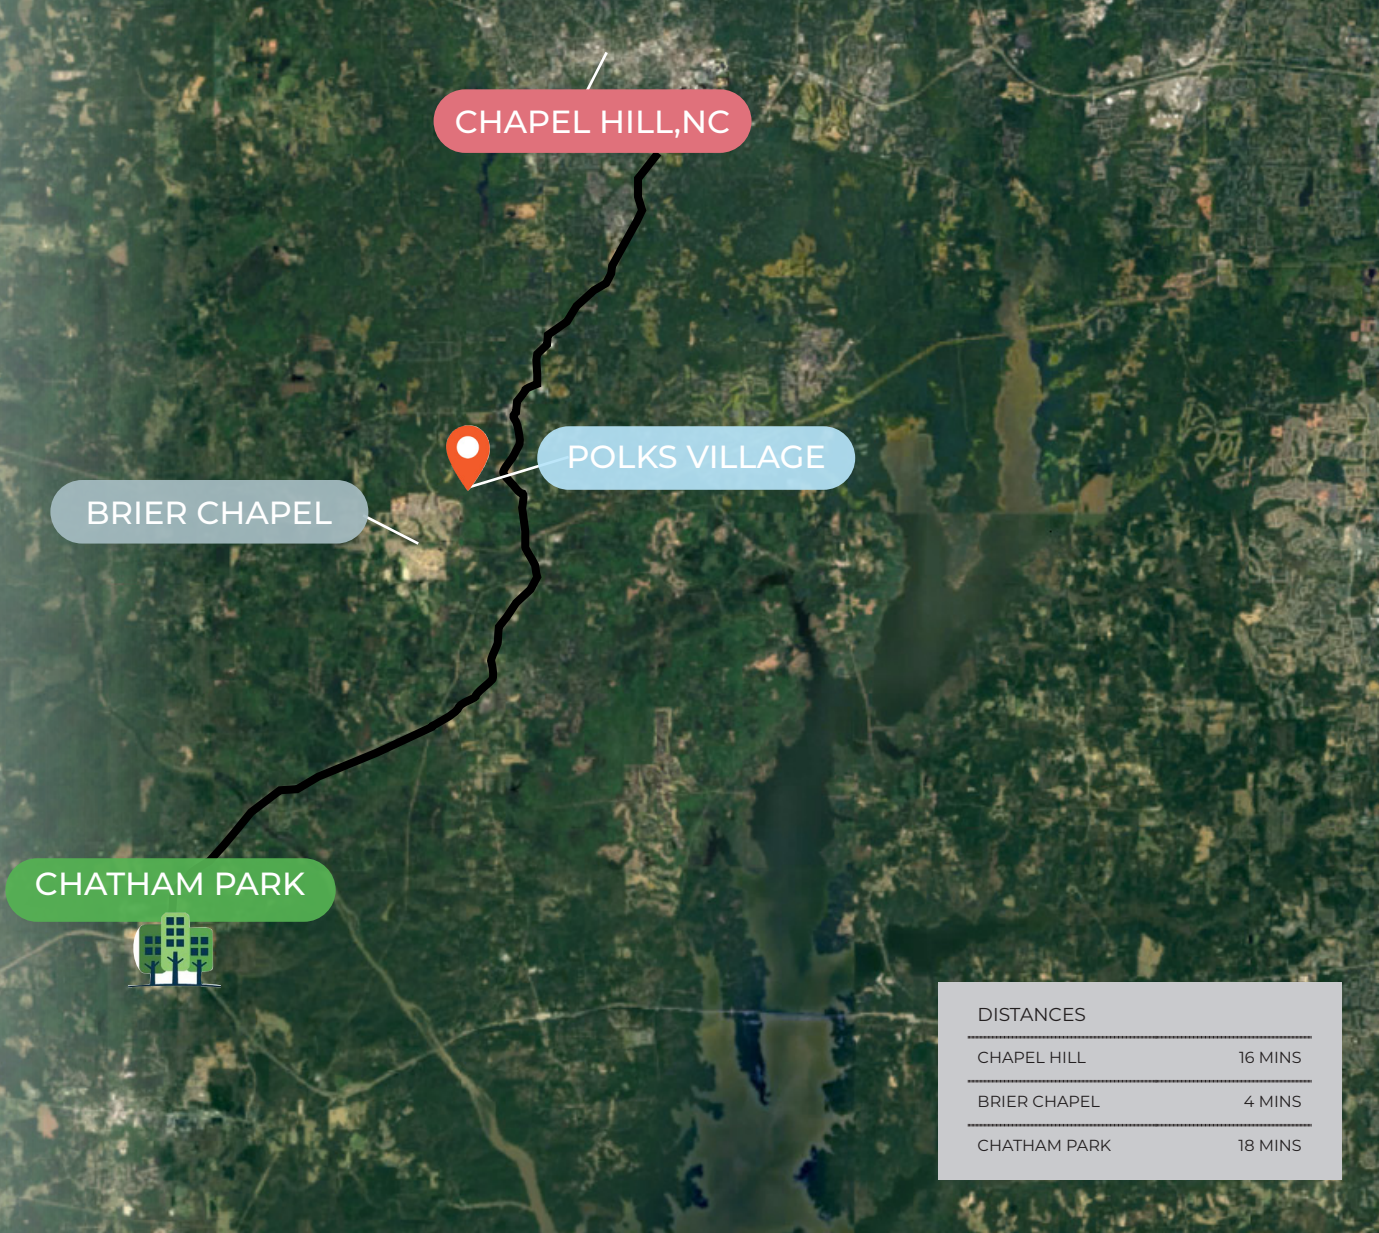 CHAPEL HILL,NC
POLKS VILLAGE
BRIER CHAPEL
CHATHAM PARK
DISTANCES
CHAPEL HILL 16 MINS
BRIER CHAPEL 4 MINS
CHATHAM PARK 18 MINS